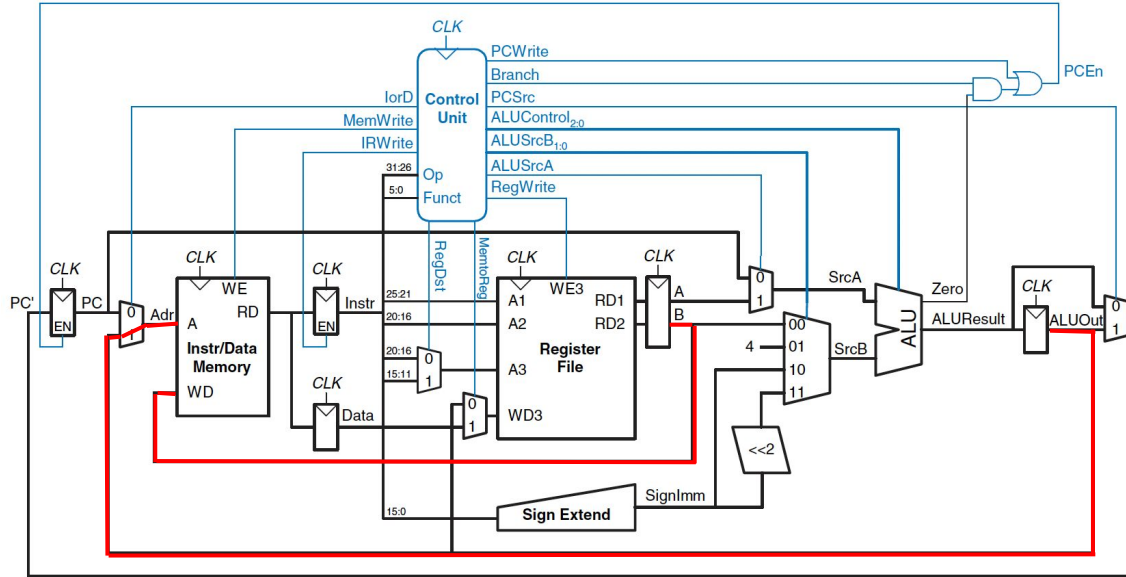 CLK
PCWrite
Branch
PCEn
IorD
Control
Unit
PCSrc
MemWrite
ALUControl2:0
IRWrite
ALUSrcB1:0
31:26
Op
ALUSrcA
5:0
Funct
RegWrite
CLK
CLK
CLK
RegDst
MemtoReg
CLK
CLK
PC'
PC
EN
0
1
Adr
WE
A
RD
Instr/Data
Memory
WD
EN
Instr
25:21
A1
WE3
RD1
A
0
1
SrcA
Zero
CLK
20:16
A2
RD2
B
00
ALU
ALUResult
ALUOut
0
1
20:16
0
Register
File
4
01
SrcB
15:11
1
A3
10
CLK
Data
0
1
WD3
11
<<2
SignImm
15:0
Sign Extend